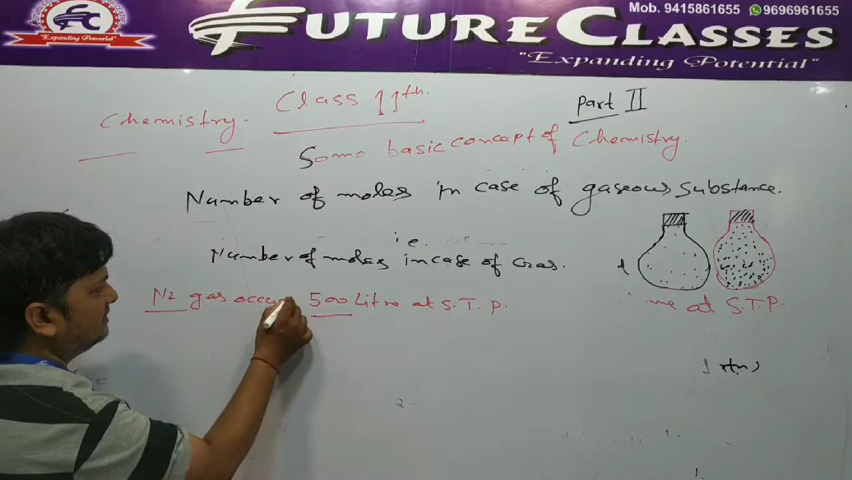 Mob. 9415861655 9696961655
FUTURECLASSES
"Expanding Potential"
"Expanding Potential"
Class 11th.
Part II
Chemistry.
Some basic concept of Chemistry.
Number of moles in case of gaseous substance.
i.e.
Number of moles in case of Gas.
N2 gas occu 500 Litre at S.T.P.
me at S.T.P.
1 atm